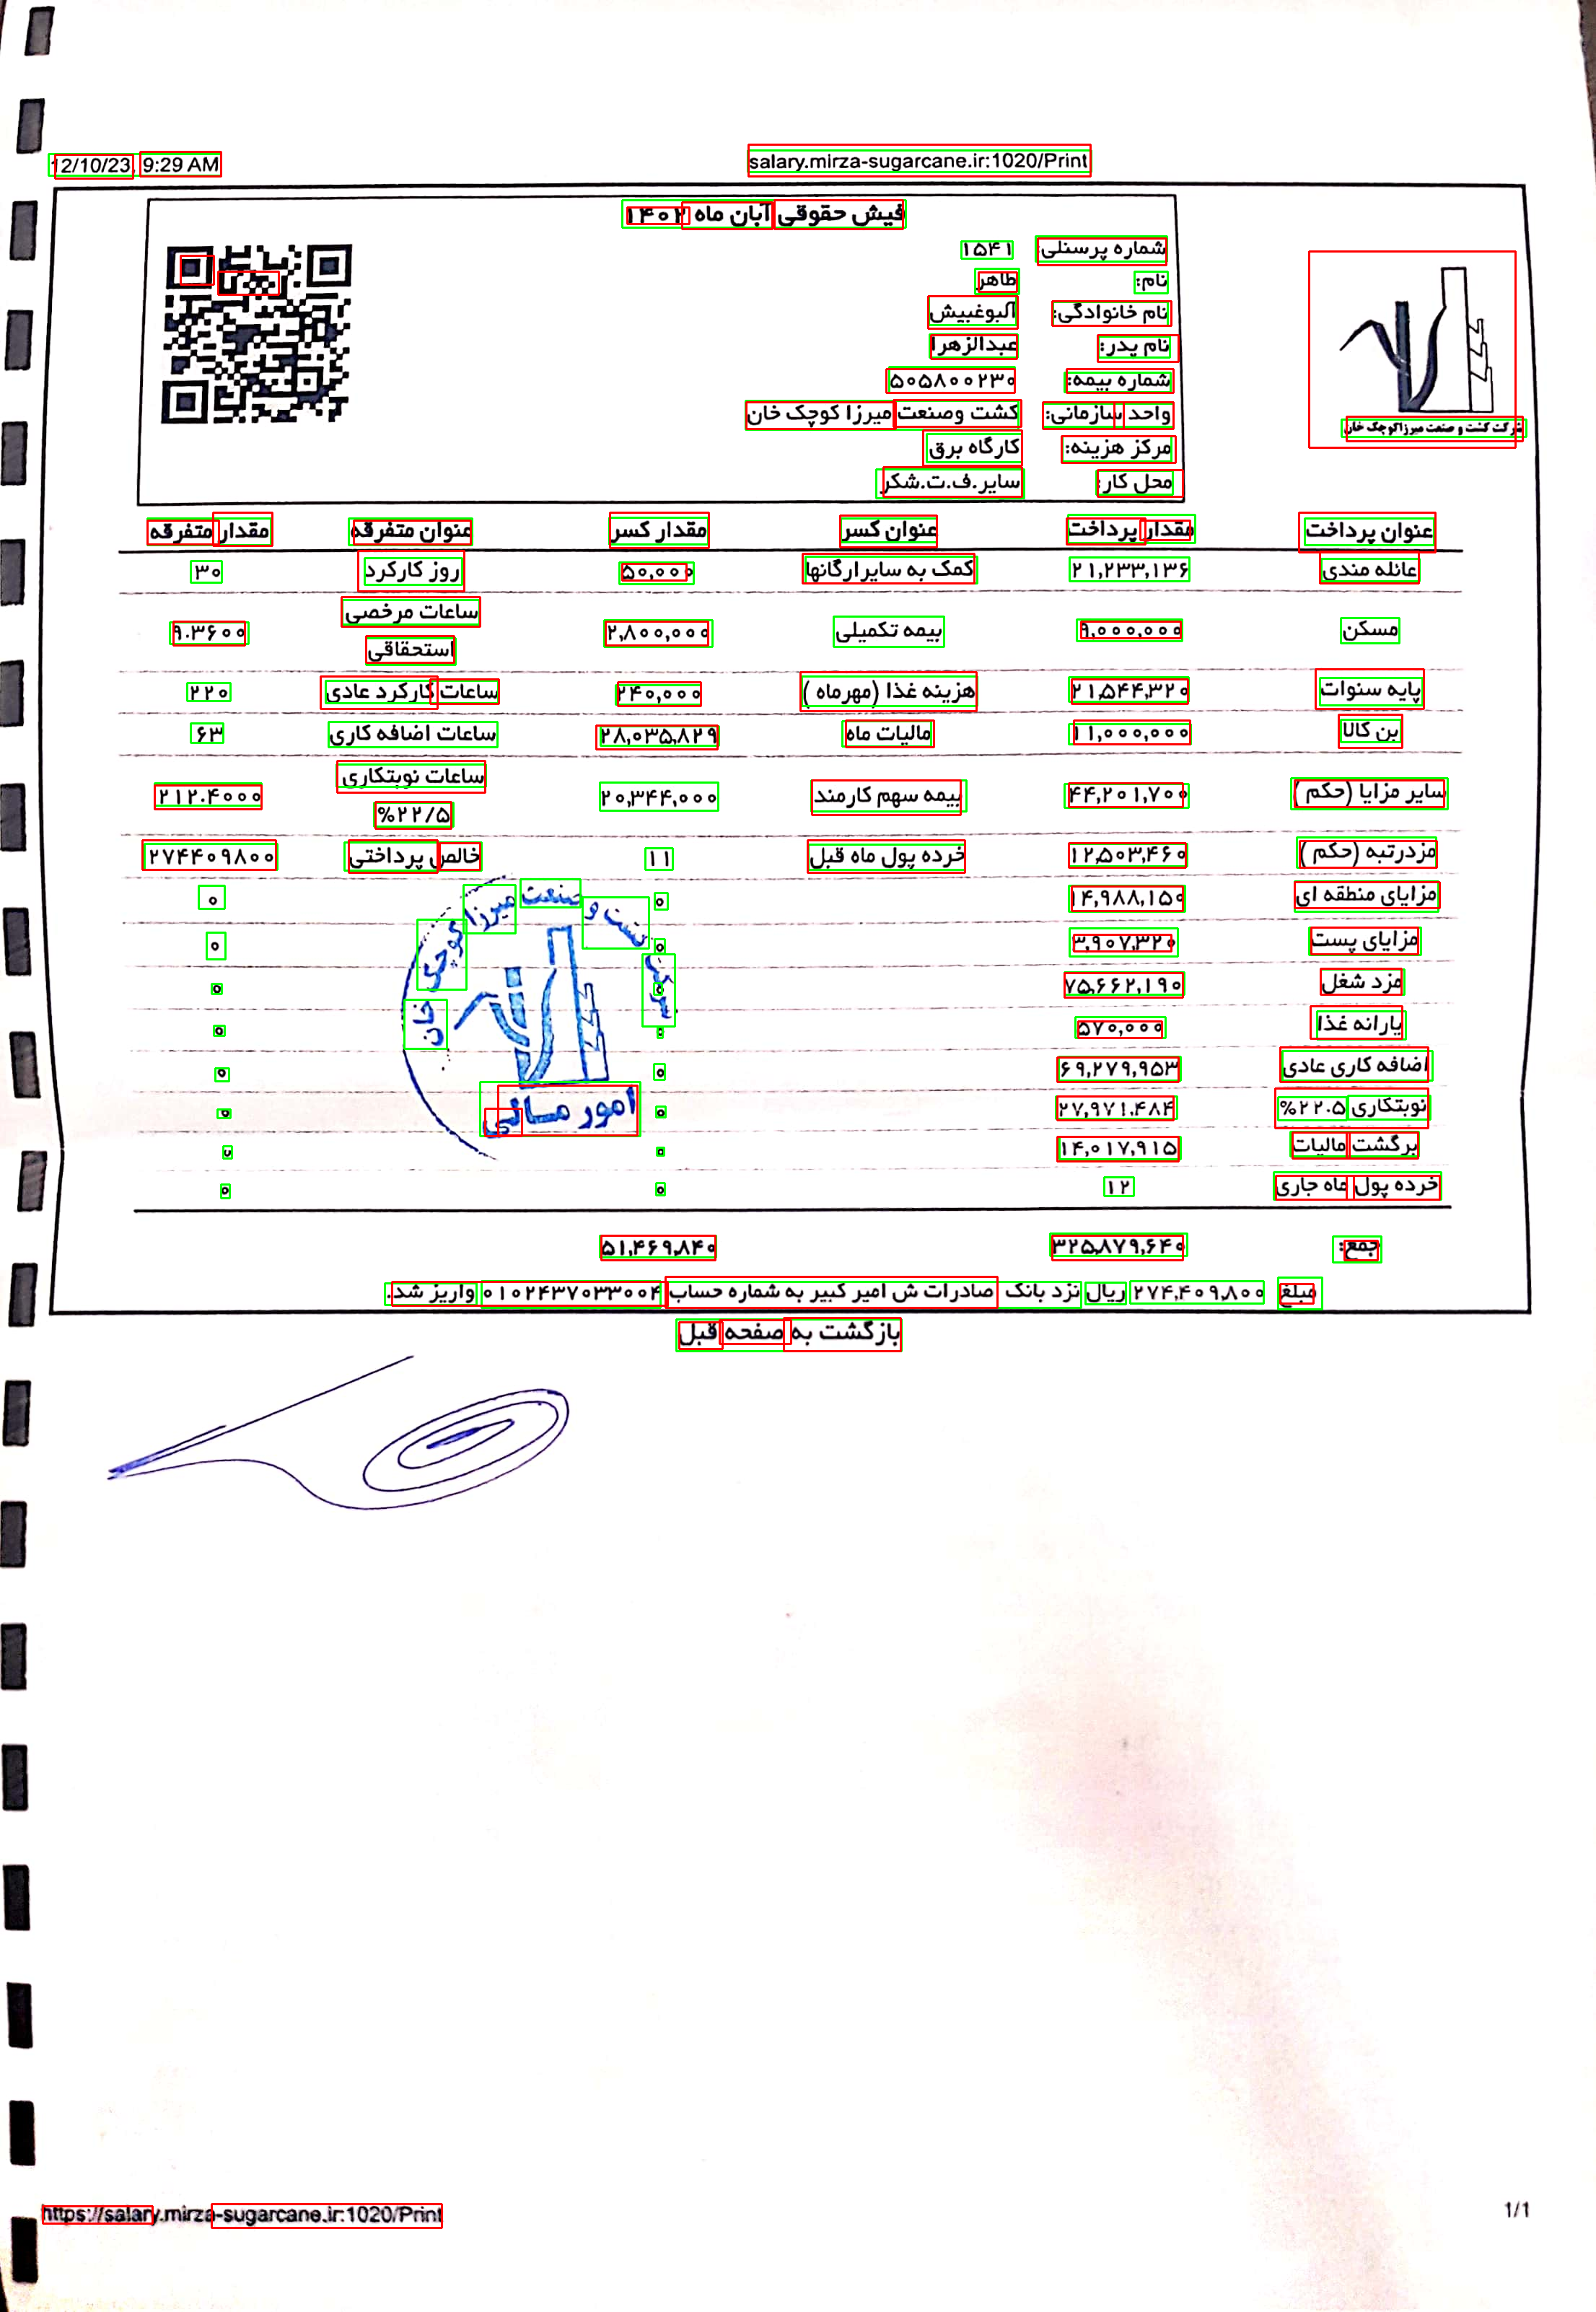 12/10/23, 9:29 AM salary.mirza-sugarcane.ir:1020/Print
فیش حقوقی آبان ماه ۱۴۰۲
شماره پرسنلی: ۱۵۴۱
نام: طاهر
نام خانوادگی: آلبوغبیش
نام پدر: عبدالزهرا
شماره بیمه: ۵۰۵۸۰۰۲۳۰
واحد سازمانی: کشت وصنعت میرزا کوچک خان
مرکز هزینه: کارگاه برق
محل کار: سایر.ف.ت.شکر
شرکت کشت و صنعت میرزاکوچک خان
عنوان پرداخت مقدار پرداخت عنوان کسر مقدار کسر عنوان متفرقه مقدار متفرقه
عائله مندی ۲۱,۲۳۳,۱۳۶ کمک به سایرارگانها ۵۰,۰۰۰ روز کارکرد ۳۰
مسکن ۹,۰۰۰,۰۰۰ بیمه تکمیلی ۲,۸۰۰,۰۰۰ ساعات مرخصی استحقاقی ۹.۳۶۰۰
پایه سنوات ۲۱,۵۴۴,۳۲۰ هزینه غذا (مهرماه ) ۲۴۰,۰۰۰ ساعات کارکرد عادی ۲۲۰
بن کالا ۱۱,۰۰۰,۰۰۰ مالیات ماه ۲۸,۰۳۵,۸۲۹ ساعات اضافه کاری ۶۳
سایر مزایا (حکم ) ۴۴,۲۰۱,۷۰۰ بیمه سهم کارمند ۲۰,۳۴۴,۰۰۰ ساعات نوبتکاری ۲۲/۵% ۲۱۲.۴۰۰۰
مزدرتبه (حکم ) ۱۲,۵۰۳,۴۶۰ خرده پول ماه قبل ۱۱ خالص پرداختی ۲۷۴۴۰۹۸۰۰
مزایای منطقه ای ۱۴,۹۸۸,۱۵۰ ۰ ۰
مزایای پست ۳,۹۰۷,۳۲۰ ۰ ۰
مزد شغل ۷۵,۶۶۲,۱۹۰ ۰ ۰
یارانه غذا ۵۷۰,۰۰۰ ۰ ۰
اضافه کاری عادی ۶۹,۲۷۹,۹۵۳ ۰ ۰
نوبتکاری ۲۲.۵% ۲۷,۹۷۱,۴۸۴ ۰ ۰
برگشت مالیات ۱۴,۰۱۷,۹۱۵ ۰ ۰
خرده پول ماه جاری ۱۲ ۰ ۰
شرکت کشت و صنعت میرزا کوچک خان
امور مالی
جمع: ۳۲۵,۸۷۹,۶۴۰ ۵۱,۴۶۹,۸۴۰
مبلغ ۲۷۴,۴۰۹,۸۰۰ ریال نزد بانک صادرات ش امیر کبیر به شماره حساب ۰۱۰۲۴۳۷۰۳۳۰۰۴ واریز شد.
بازگشت به صفحه قبل
https://salary.mirza-sugarcane.ir:1020/Print 1/1